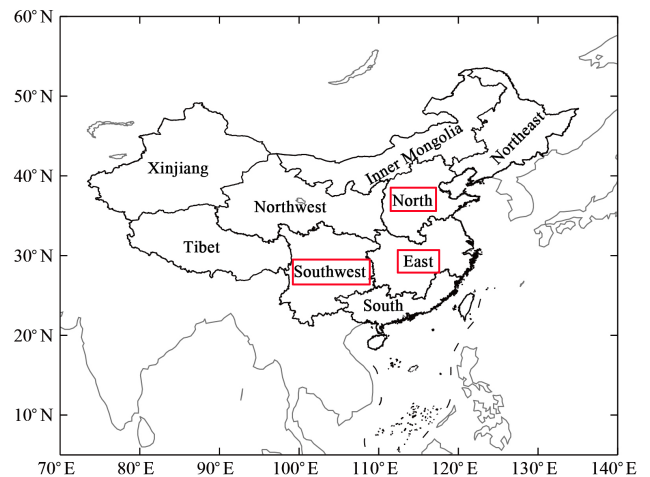 60° N
50° N
40° N
30° N
20° N
10° N
Xinjiang
Inner Mongolia
Northeast
Northwest
North
Tibet
Southwest
East
South
70° E
80° E
90° E
100° E
110° E
120° E
130° E
140° E